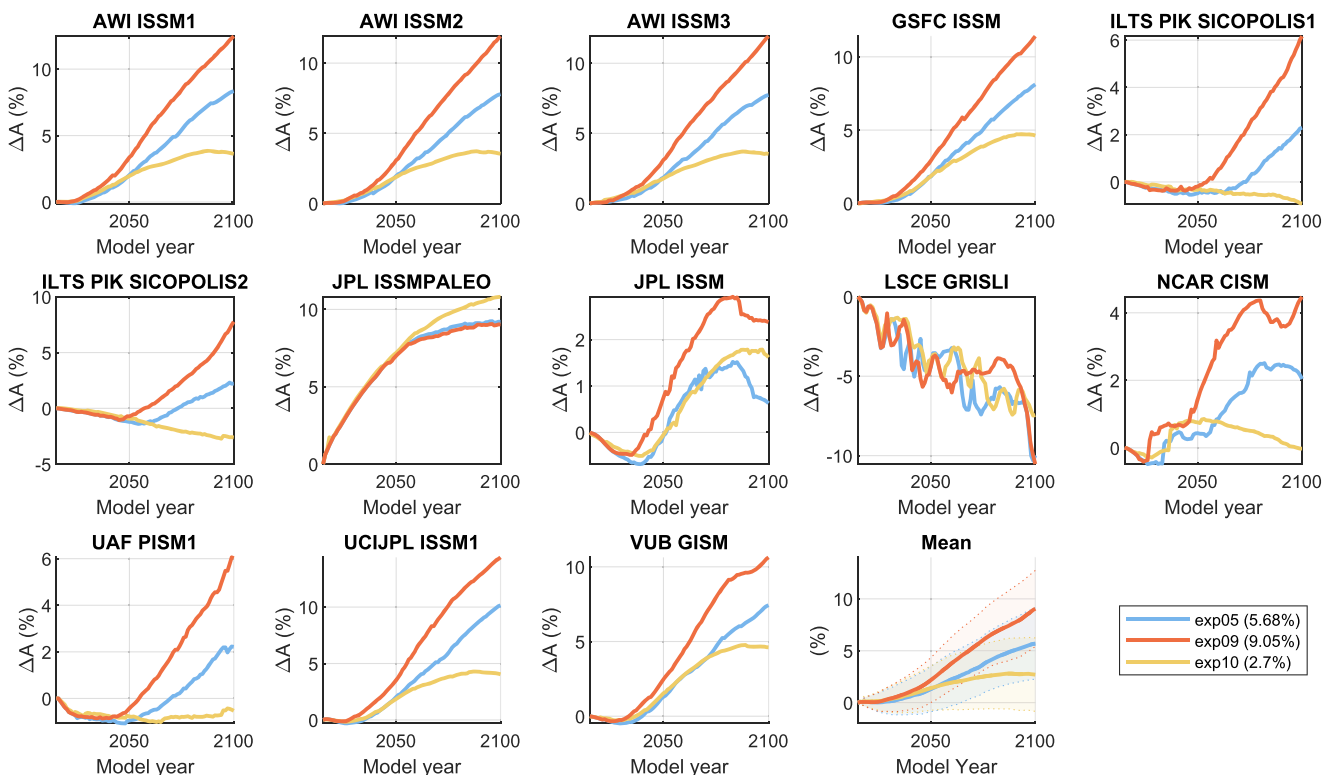 AWI ISSM1
AWI ISSM2
AWI ISSM3
GSFC ISSM
ILTS PIK SICOPOLIS1
ΔA (%)
10
5
0
2050 2100
Model year
ΔA (%)
10
5
0
2050 2100
Model year
ΔA (%)
10
5
0
2050 2100
Model year
ΔA (%)
10
5
0
2050 2100
Model year
ΔA (%)
6
4
2
0
2050 2100
Model year
ILTS PIK SICOPOLIS2
JPL ISSMPALEO
JPL ISSM
LSCE GRISLI
NCAR CISM
ΔA (%)
10
5
0
-5
2050 2100
Model year
ΔA (%)
10
5
0
2050 2100
Model year
ΔA (%)
2
1
0
2050 2100
Model year
ΔA (%)
0
-5
-10
2050 2100
Model year
ΔA (%)
4
2
0
2050 2100
Model year
UAF PISM1
UCIJPL ISSM1
VUB GISM
Mean
ΔA (%)
6
4
2
0
2050 2100
Model year
ΔA (%)
15
10
5
0
2050 2100
Model year
ΔA (%)
10
5
0
2050 2100
Model year
(%)
10
5
0
2050 2100
Model Year
exp05 (5.68%)
exp09 (9.05%)
exp10 (2.7%)